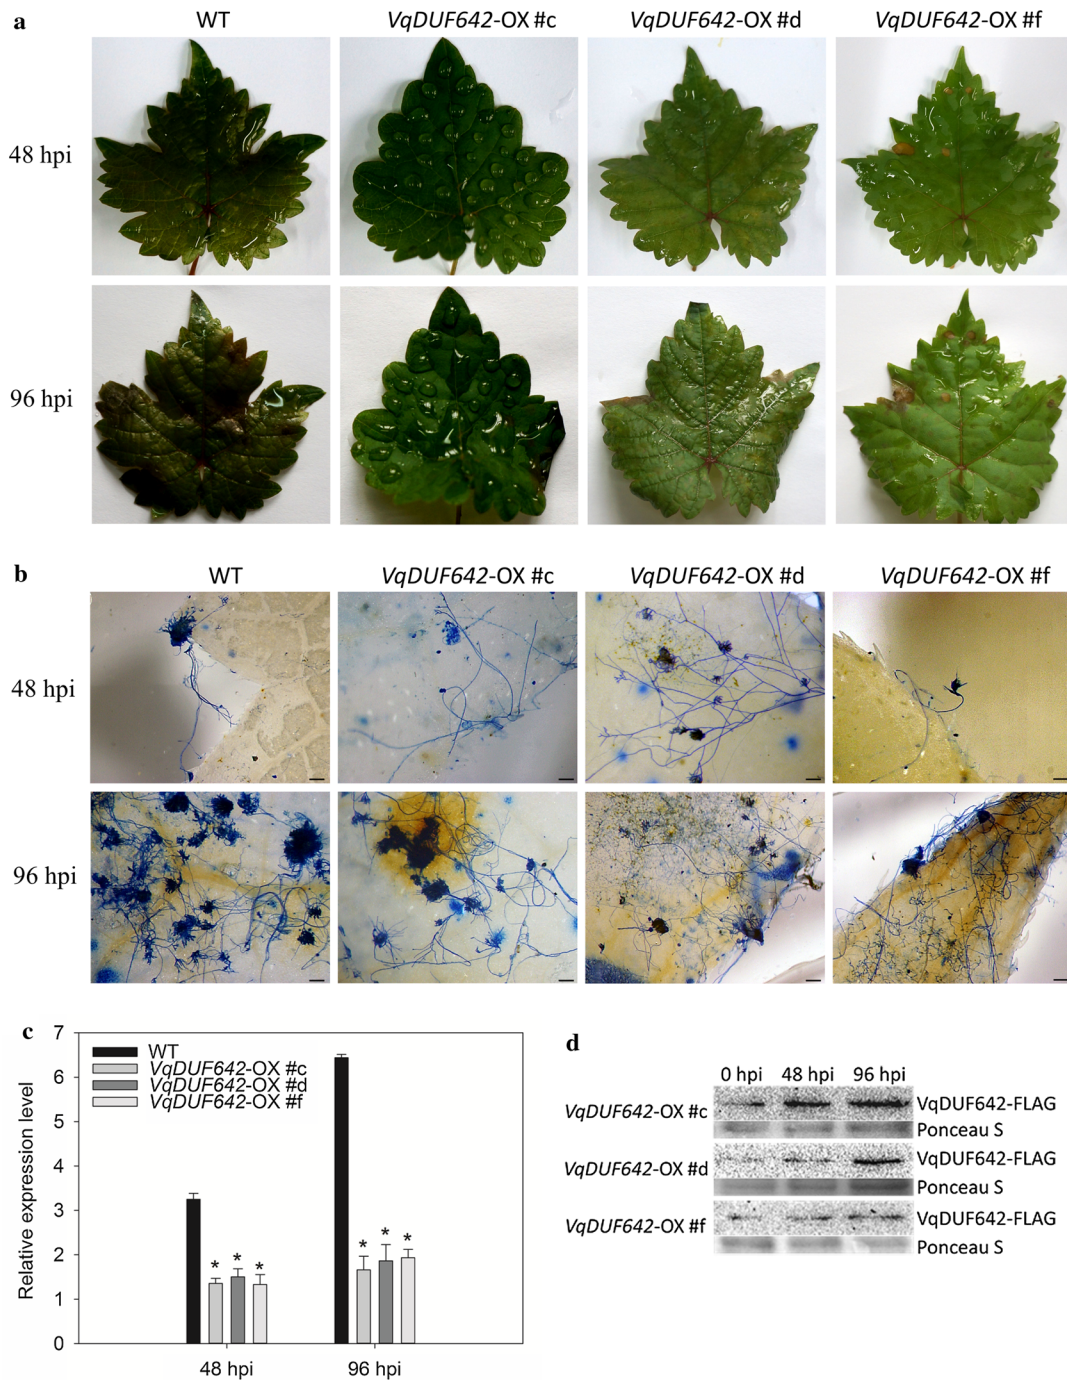 a
WT
VqDUF642-OX #c
VqDUF642-OX #d
VqDUF642-OX #f
48 hpi
96 hpi
b
WT
VqDUF642-OX #c
VqDUF642-OX #d
VqDUF642-OX #f
48 hpi
96 hpi
c
Relative expression level
7
6
5
4
3
2
1
0
WT
VqDUF642-OX #c
VqDUF642-OX #d
VqDUF642-OX #f
* * *
* * *
48 hpi
96 hpi
d
0 hpi 48 hpi 96 hpi
VqDUF642-OX #c
VqDUF642-FLAG
Ponceau S
VqDUF642-OX #d
VqDUF642-FLAG
Ponceau S
VqDUF642-OX #f
VqDUF642-FLAG
Ponceau S